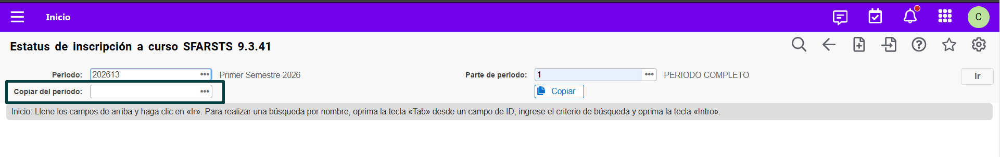 Inicio
C
Estatus de inscripción a curso SFARSTS 9.3.41
Periodo: 202613 ••• Primer Semestre 2026 Parte de periodo: 1 ••• PERIODO COMPLETO Ir
Copiar del periodo: ••• Copiar
Inicio: Llene los campos de arriba y haga clic en «Ir». Para realizar una búsqueda por nombre, oprima la tecla «Tab» desde un campo de ID, ingrese el criterio de búsqueda y oprima la tecla «Intro».